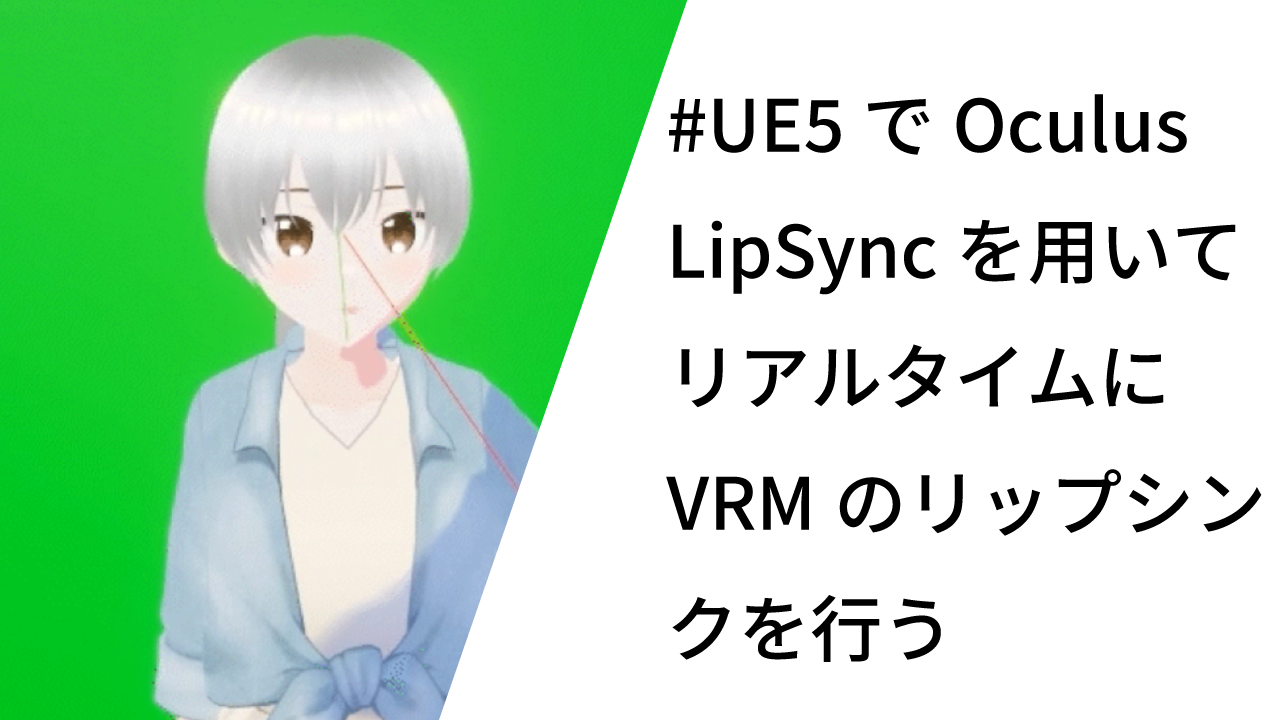 #UE5 で Oculus
LipSync を用いて
リアルタイムに
VRM のリップシン
クを行う